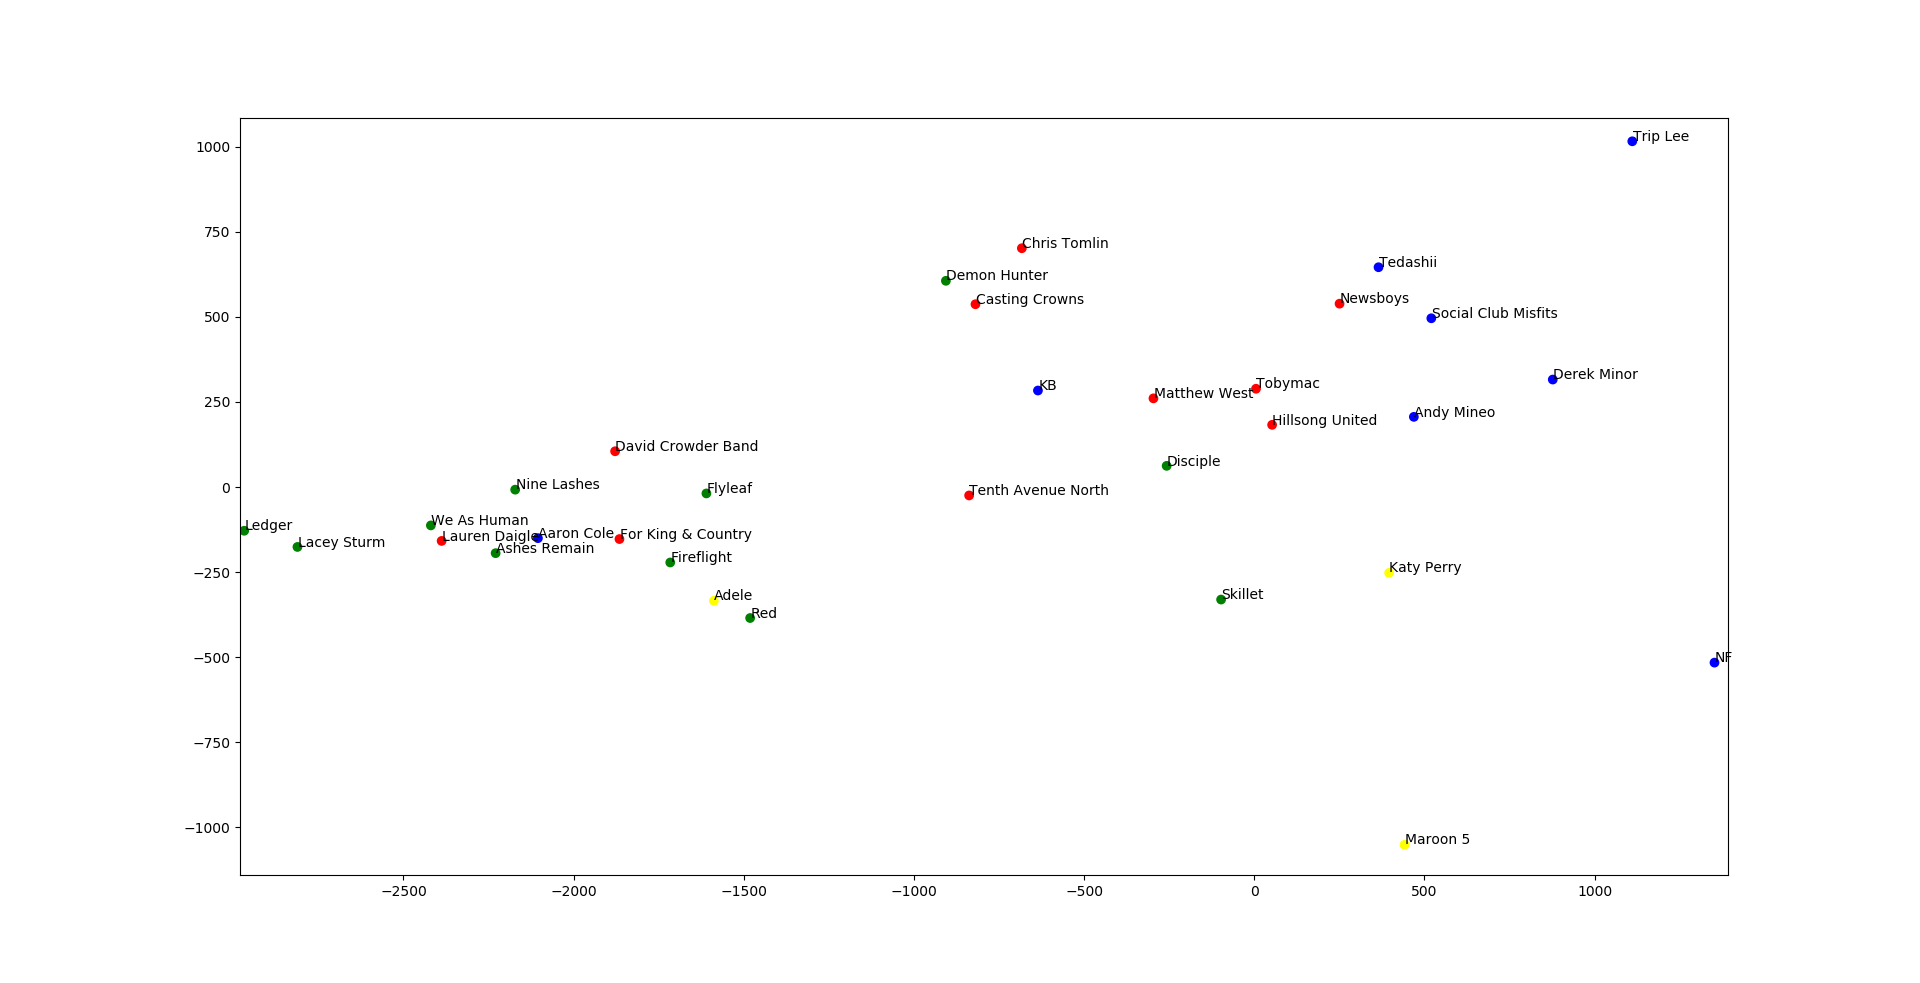 1000
750
500
250
0
−250
−500
−750
−1000
Trip Lee
Chris Tomlin
Tedashii
Demon Hunter
Casting Crowns
Newsboys
Social Club Misfits
Derek Minor
KB
Tobymac
Matthew West
Andy Mineo
Hillsong United
David Crowder Band
Disciple
Nine Lashes
Flyleaf
Tenth Avenue North
We As Human
Ledger
Aaron Cole
For King & Country
Lauren Daigle
Lacey Sturm
Ashes Remain
Fireflight
Katy Perry
Adele
Skillet
Red
NF
Maroon 5
−2500
−2000
−1500
−1000
−500
0
500
1000